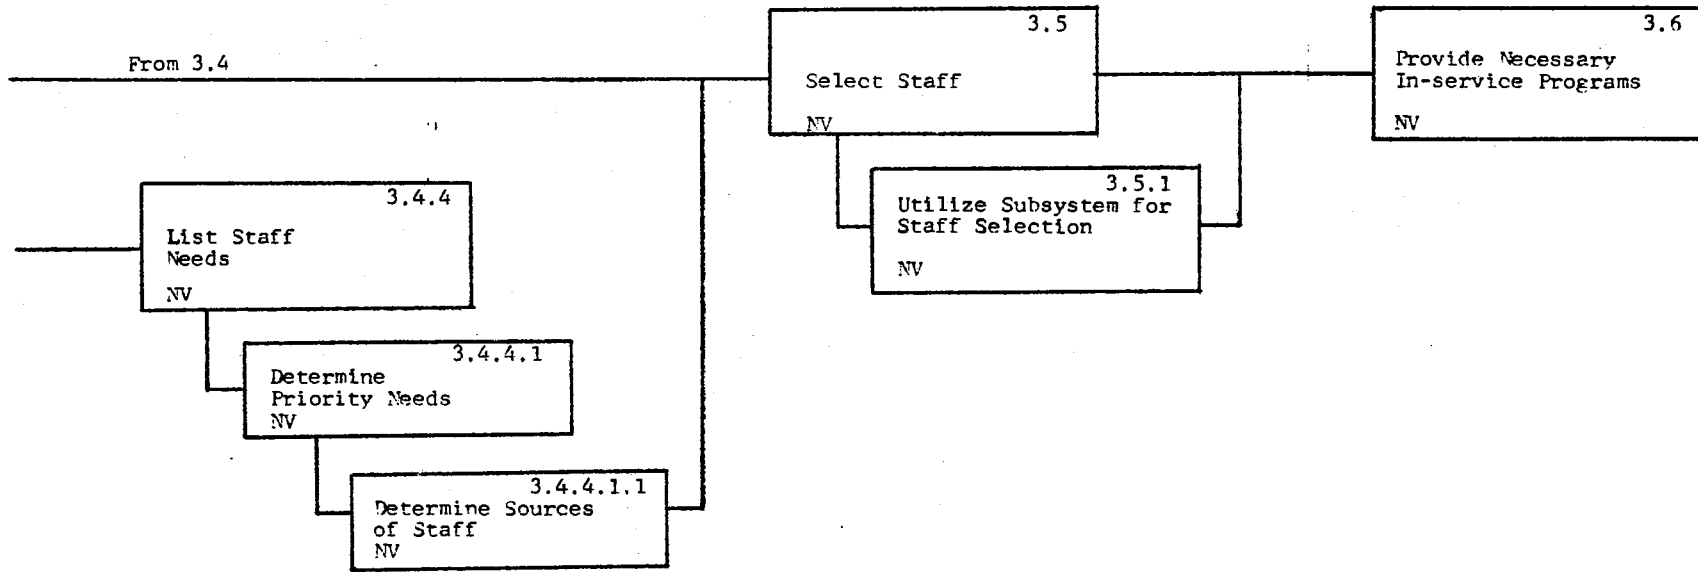 From 3.4
3.5
Select Staff
NV
3.6
Provide Necessary
In-service Programs
NV
3.4.4
List Staff
Needs
NV
3.5.1
Utilize Subsystem for
Staff Selection
NV
3.4.4.1
Determine
Priority Needs
NV
3.4.4.1.1
Determine Sources
of Staff
NV